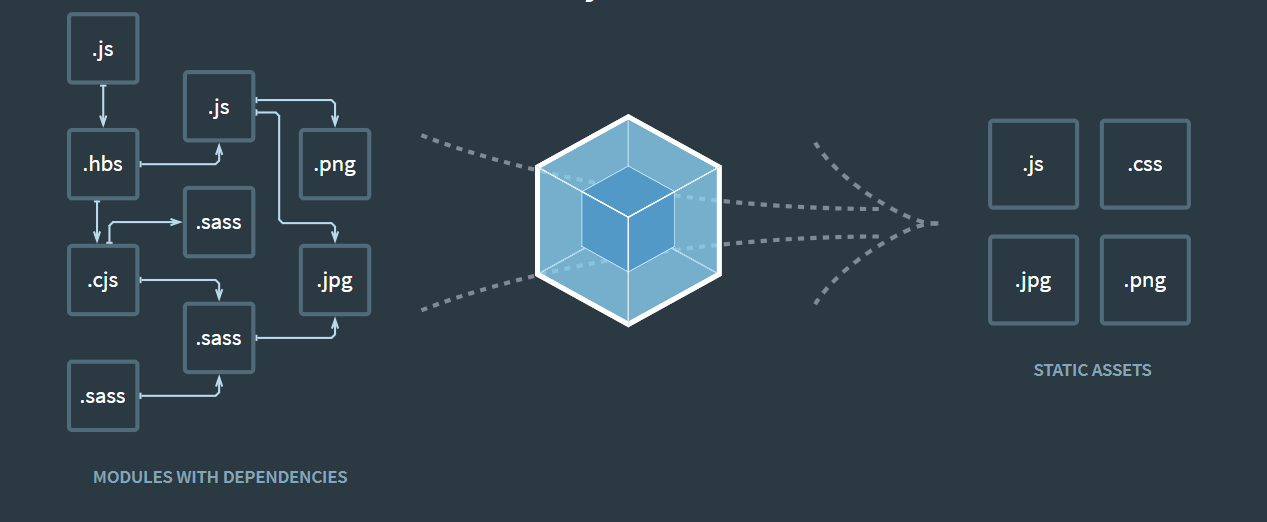 .js
.js
.hbs
.png
.sass
.cjs
.jpg
.sass
.sass
MODULES WITH DEPENDENCIES
.js
.css
.jpg
.png
STATIC ASSETS